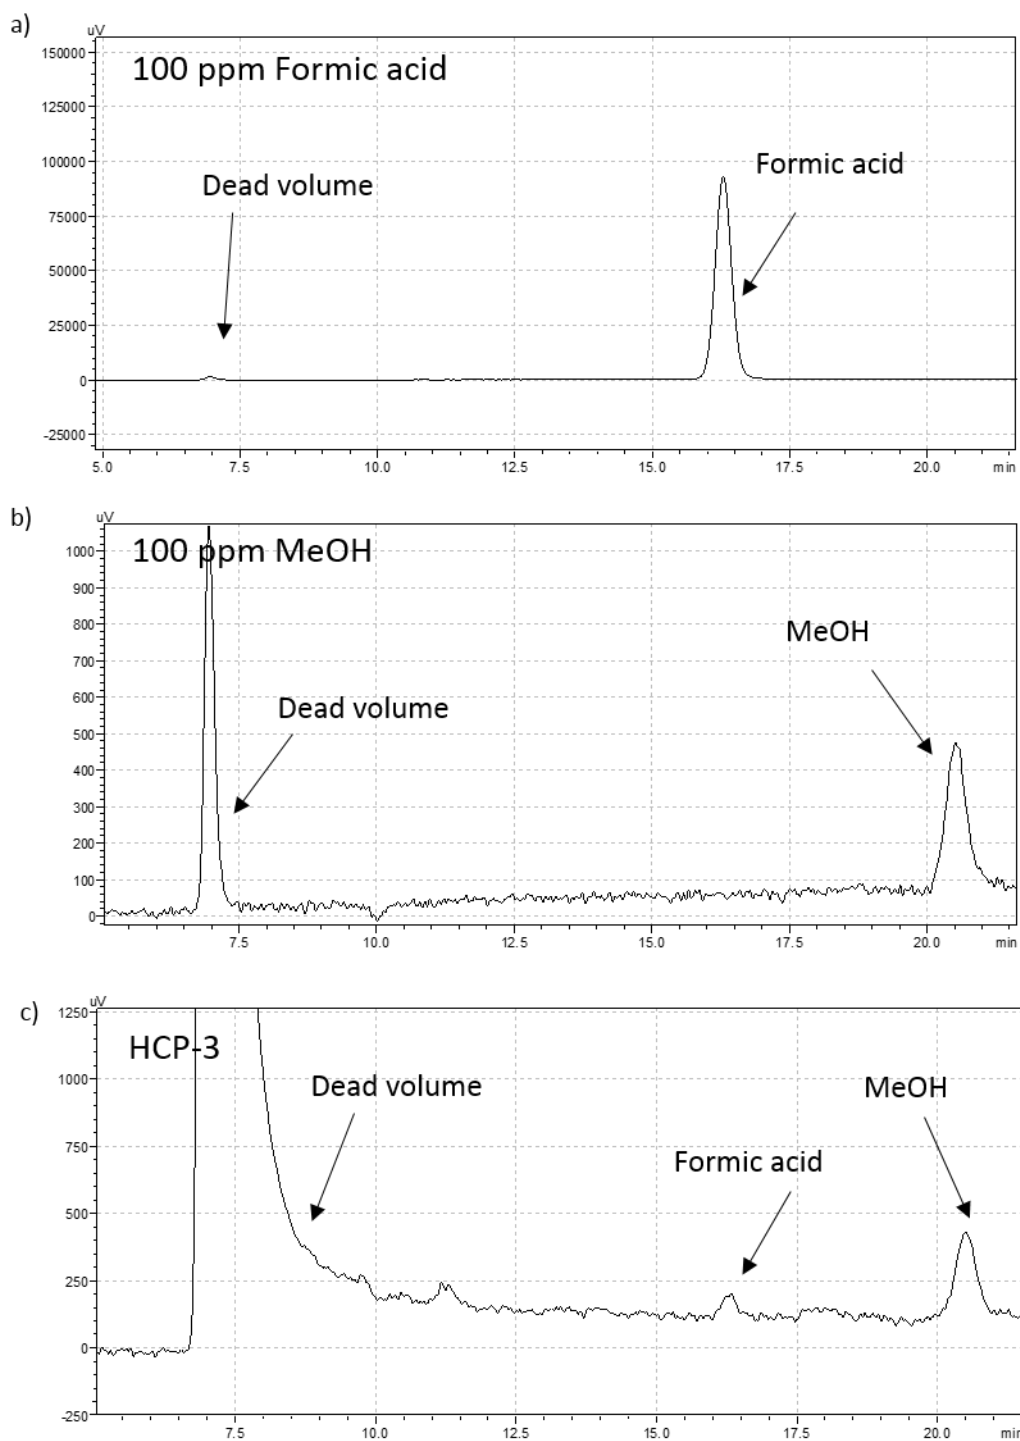 a)
uV
150000
100 ppm Formic acid
125000
100000
Formic acid
Dead volume
75000
50000
25000
0
-25000
5.0 7.5 10.0 12.5 15.0 17.5 20.0 min
b)
uV
1000
100 ppm MeOH
900
800
MeOH
700
600
Dead volume
500
400
300
200
100
0
7.5 10.0 12.5 15.0 17.5 20.0 min
c)
uV
1250
HCP-3
1000
Dead volume
MeOH
750
Formic acid
500
250
0
-250
7.5 10.0 12.5 15.0 17.5 20.0 min